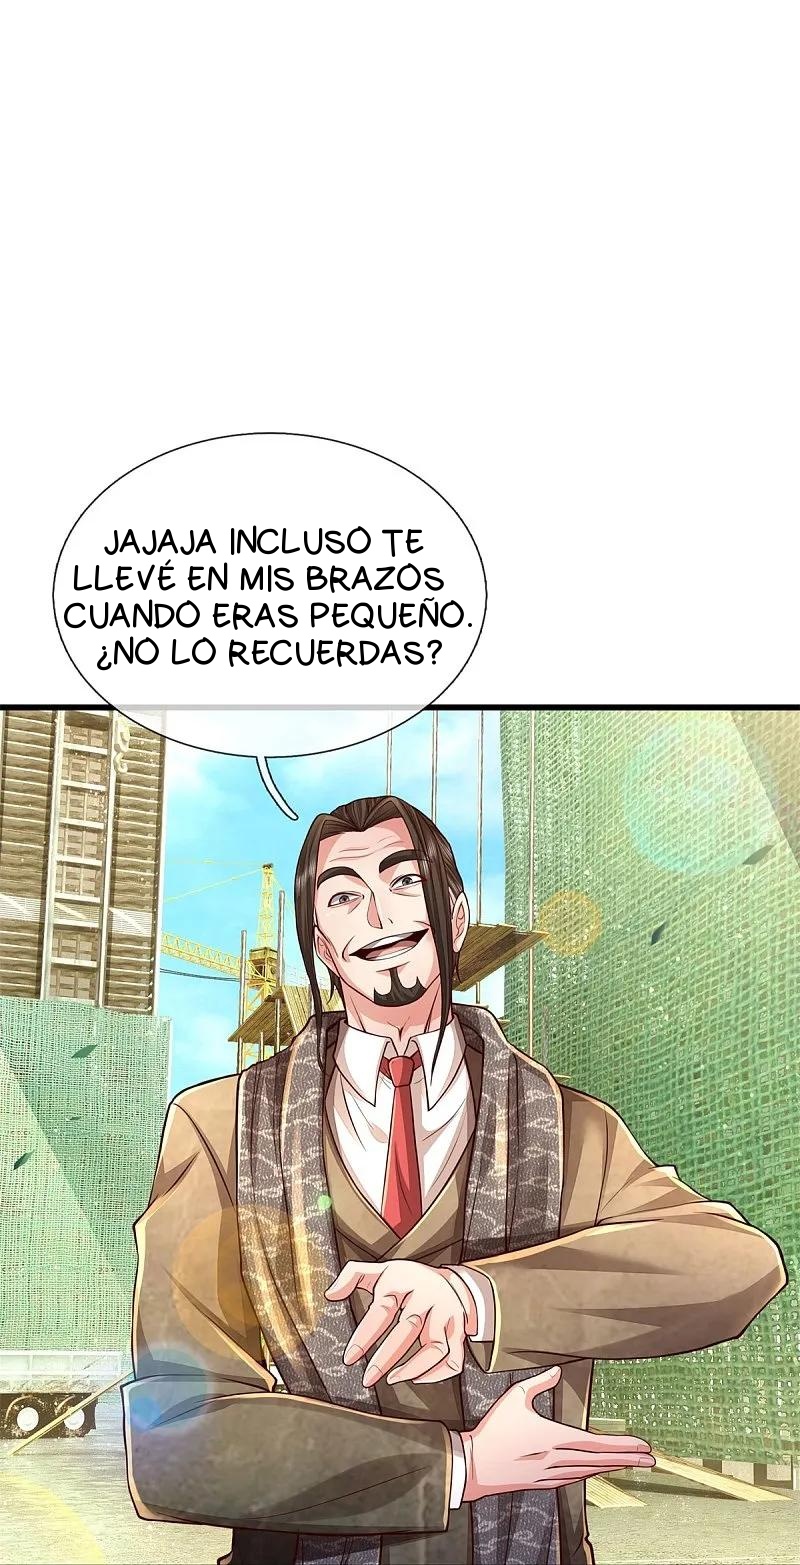 JAJAJA INCLUSO TE
LLEVÉ EN MIS BRAZOS
CUANDO ERAS PEQUEÑO.
¿NO LO RECUERDAS?